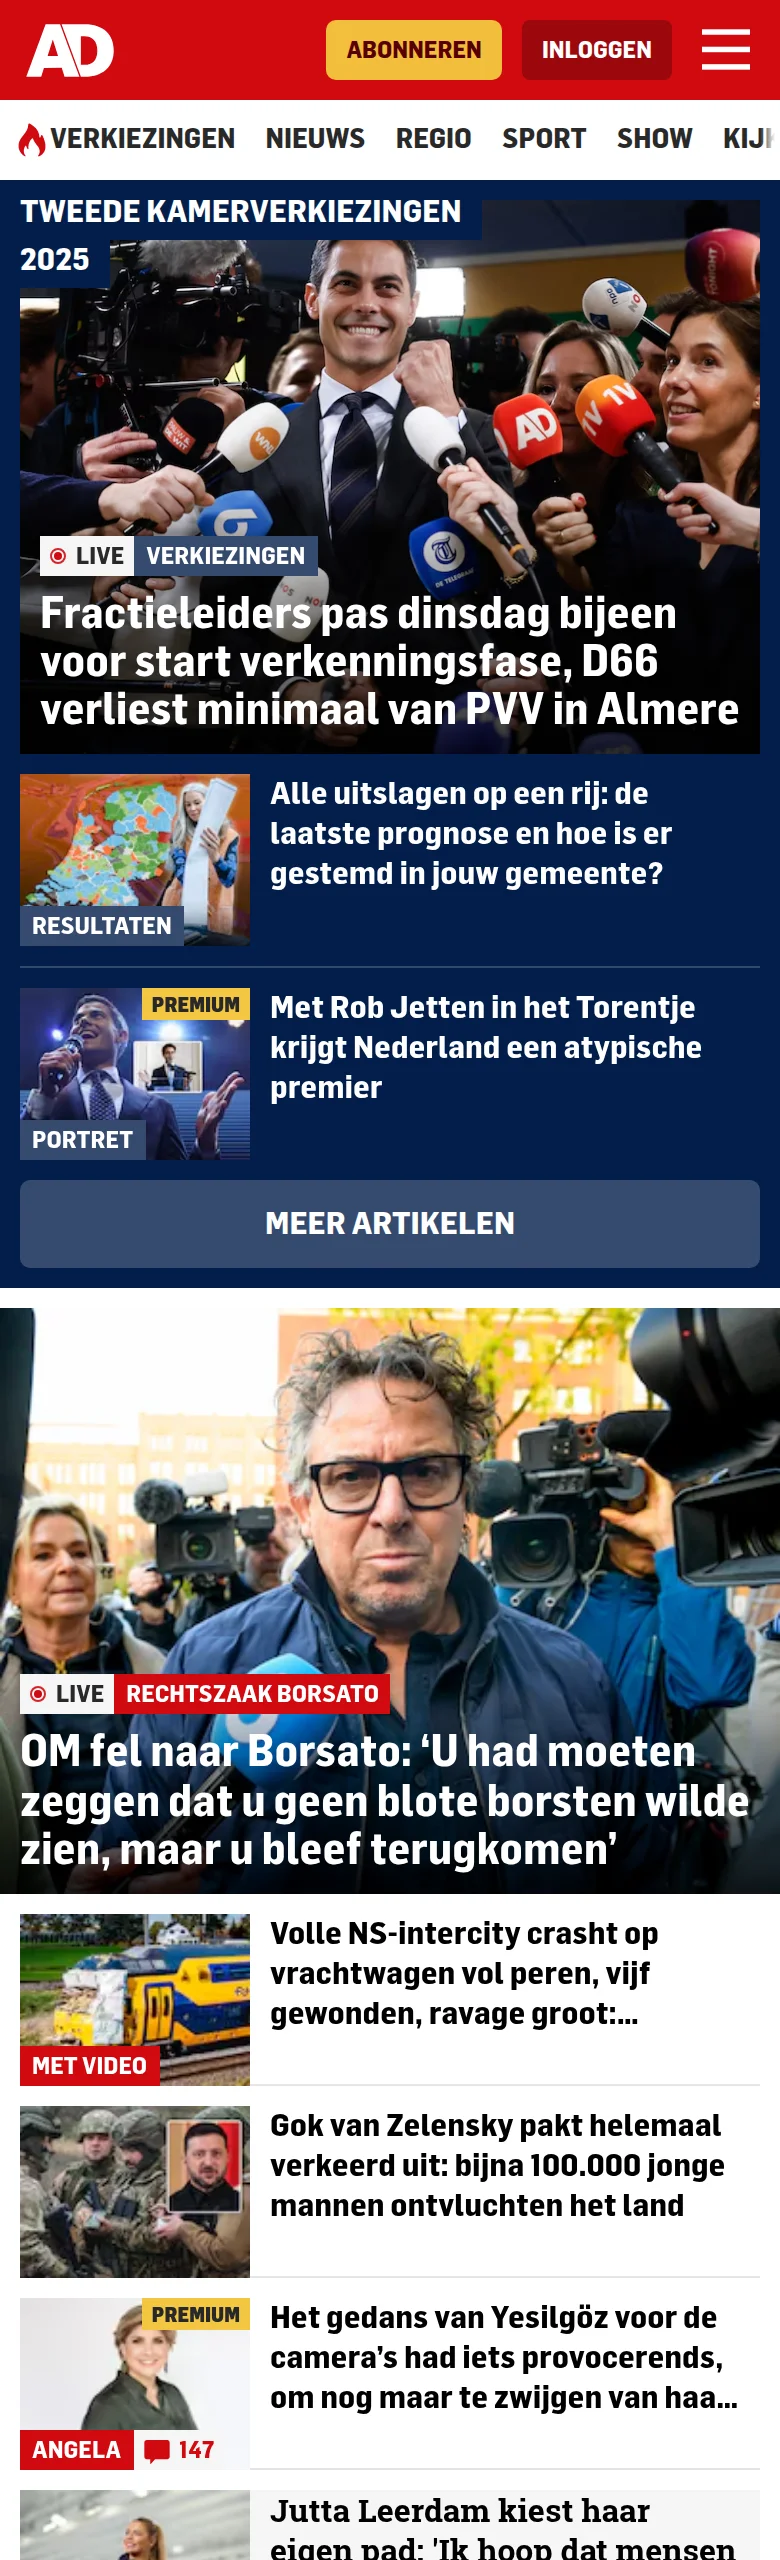 AD
ABONNEREN
INLOGGEN
VERKIEZINGEN NIEUWS REGIO SPORT SHOW
TWEEDE KAMERVERKIEZINGEN
2025
TONIGHT
AD
1V 1V
DE TELEGRAAF
LIVE VERKIEZINGEN
Fractieleiders pas dinsdag bijeen
voor start verkenningsfase, D66
verliest minimaal van PVV in Almere
RESULTATEN
Alle uitslagen op een rij: de
laatste prognose en hoe is er
gestemd in jouw gemeente?
PREMIUM
PORTRET
Met Rob Jetten in het Torentje
krijgt Nederland een atypische
premier
MEER ARTIKELEN
LIVE RECHTSZAAK BORSATO
OM fel naar Borsato: ‘U had moeten
zeggen dat u geen blote borsten wilde
zien, maar u bleef terugkomen’
MET VIDEO
Volle NS-intercity crasht op
vrachtwagen vol peren, vijf
gewonden, ravage groot:...
Gok van Zelensky pakt helemaal
verkeerd uit: bijna 100.000 jonge
mannen ontvluchten het land
PREMIUM
ANGELA 147
Het gedans van Yesilgöz voor de
camera’s had iets provocerends,
om nog maar te zwijgen van haa...
Jutta Leerdam kiest haar
eigen pad: 'Ik hoop dat mensen